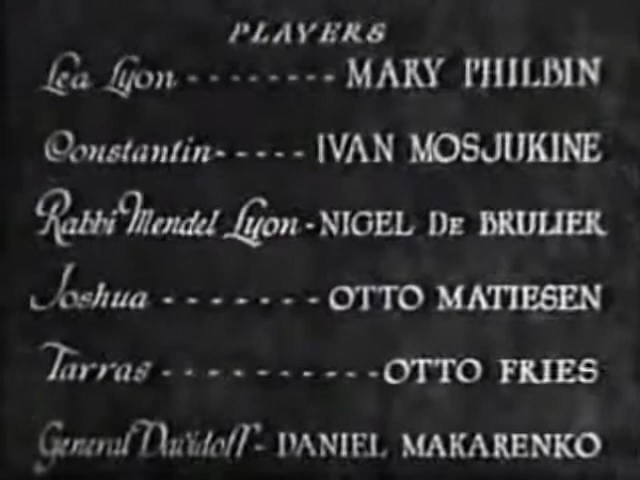 PLAYERS
Lea Lyon - - - - - - - - MARY PHILBIN
Constantin - - - - - IVAN MOSJUKINE
Rabbi Mendel Lyon - NIGEL DE BRULIER
Joshua - - - - - - - OTTO MATIESEN
Tarras - - - - - - - - - - OTTO FRIES
General Davidoff - DANIEL MAKARENKO